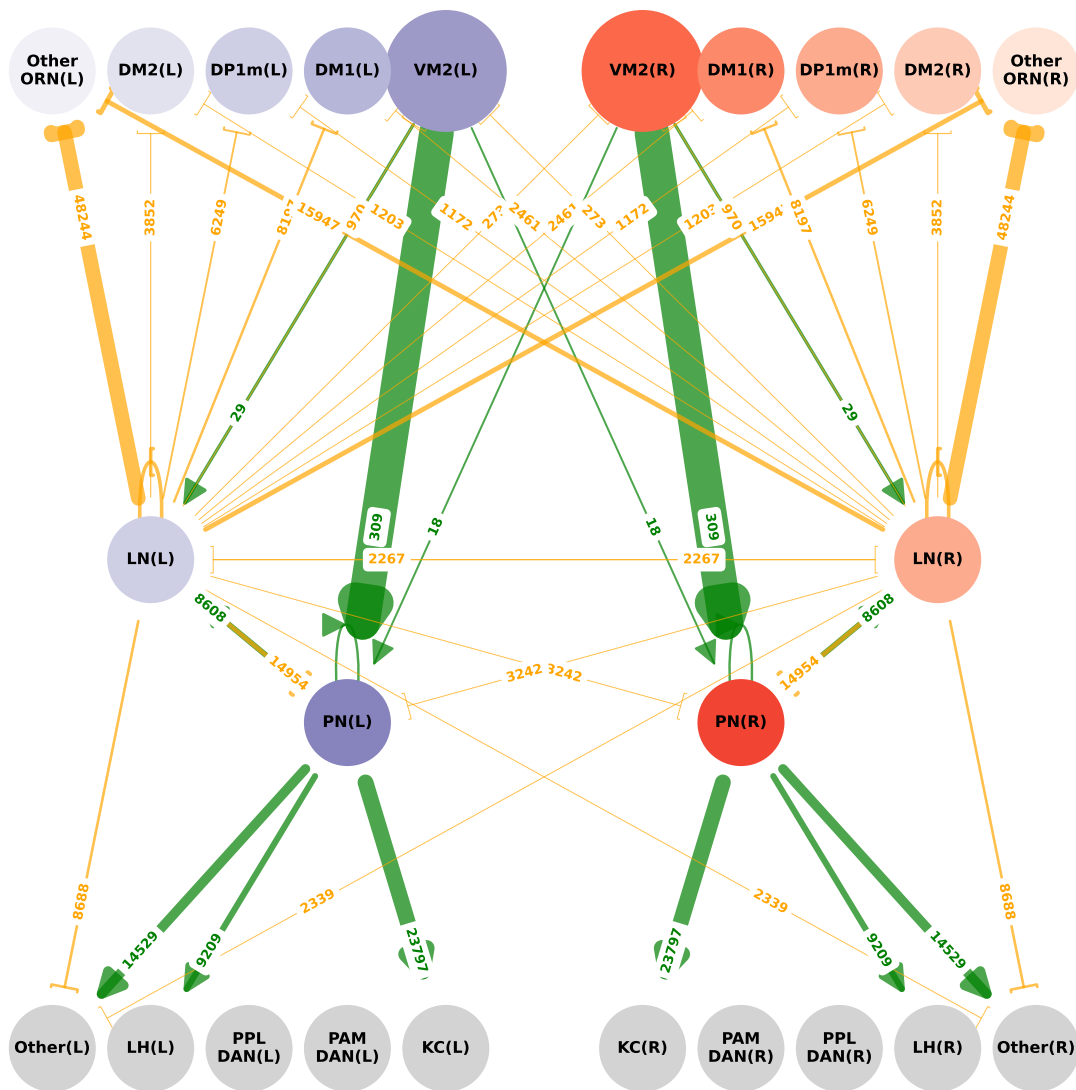 Other
ORN(L)
DM2(L)
DP1m(L)
DM1(L)
VM2(L)
VM2(R)
DM1(R)
DP1m(R)
DM2(R)
Other
ORN(R)
48244
3852
6249
15947
970
1203
1172
2461
2461
273
1172
970
8197
6249
3852
48244
29
29
309
18
18
309
LN(L)
2267
2267
LN(R)
8608
14954
3242
3242
14954
8608
PN(L)
PN(R)
8688
14529
9209
23797
2339
2339
23797
9209
14529
8688
Other(L)
LH(L)
PPL
DAN(L)
PAM
DAN(L)
KC(L)
KC(R)
PAM
DAN(R)
PPL
DAN(R)
LH(R)
Other(R)